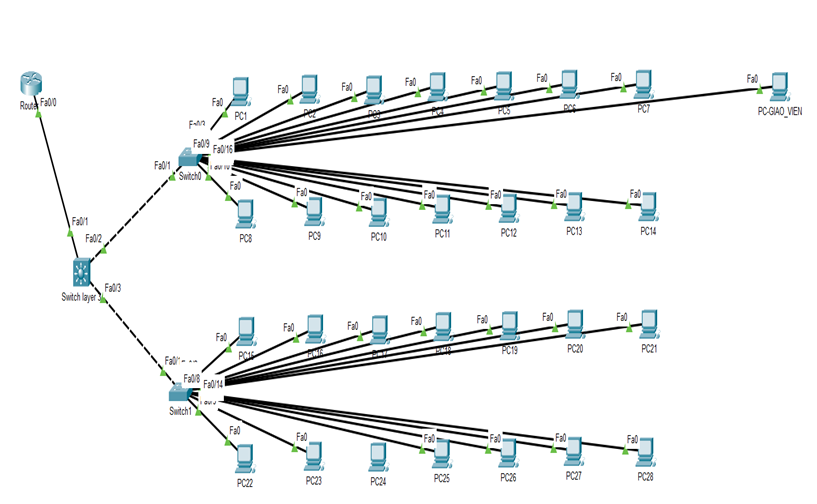 Router
Fa0/0
Fa0
PC1
Fa0
PC2
Fa0
PC3
Fa0
PC4
Fa0
PC5
Fa0
PC6
Fa0
PC7
Fa0
PC-GIAO_VIEN
Fa0/9
Fa0/16
Fa0/1
Switch0
Fa0
PC8
Fa0
PC9
Fa0
PC10
Fa0
PC11
Fa0
PC12
Fa0
PC13
Fa0
PC14
Fa0/1
Fa0/2
Switch layer
Fa0/3
Fa0
PC15
Fa0
PC16
Fa0
PC17
Fa0
PC18
Fa0
PC19
Fa0
PC20
Fa0
PC21
Fa0/8
Fa0/14
Switch1
Fa0
PC22
Fa0
PC23
PC24
Fa0
PC25
Fa0
PC26
Fa0
PC27
Fa0
PC28